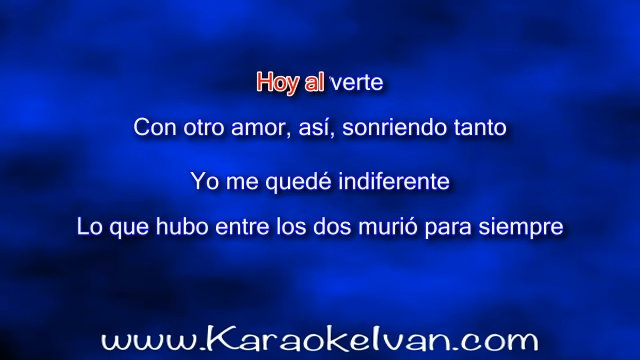 Hoy al verte
Con otro amor, así, sonriendo tanto
Yo me quedé indiferente
Lo que hubo entre los dos murió para siempre
www.KaraokeIvan.com